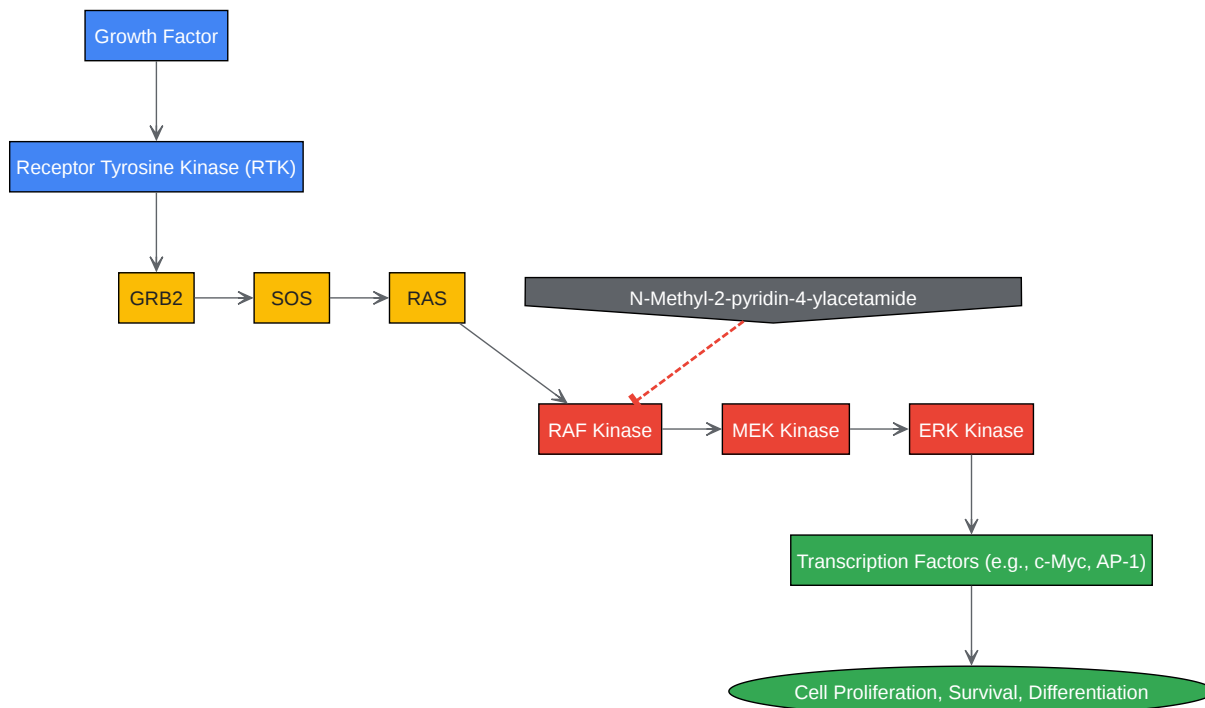 Growth Factor
Receptor Tyrosine Kinase (RTK)
GRB2
SOS
RAS
N-Methyl-2-pyridin-4-ylacetamide
RAF Kinase
MEK Kinase
ERK Kinase
Transcription Factors (e.g., c-Myc, AP-1)
Cell Proliferation, Survival, Differentiation